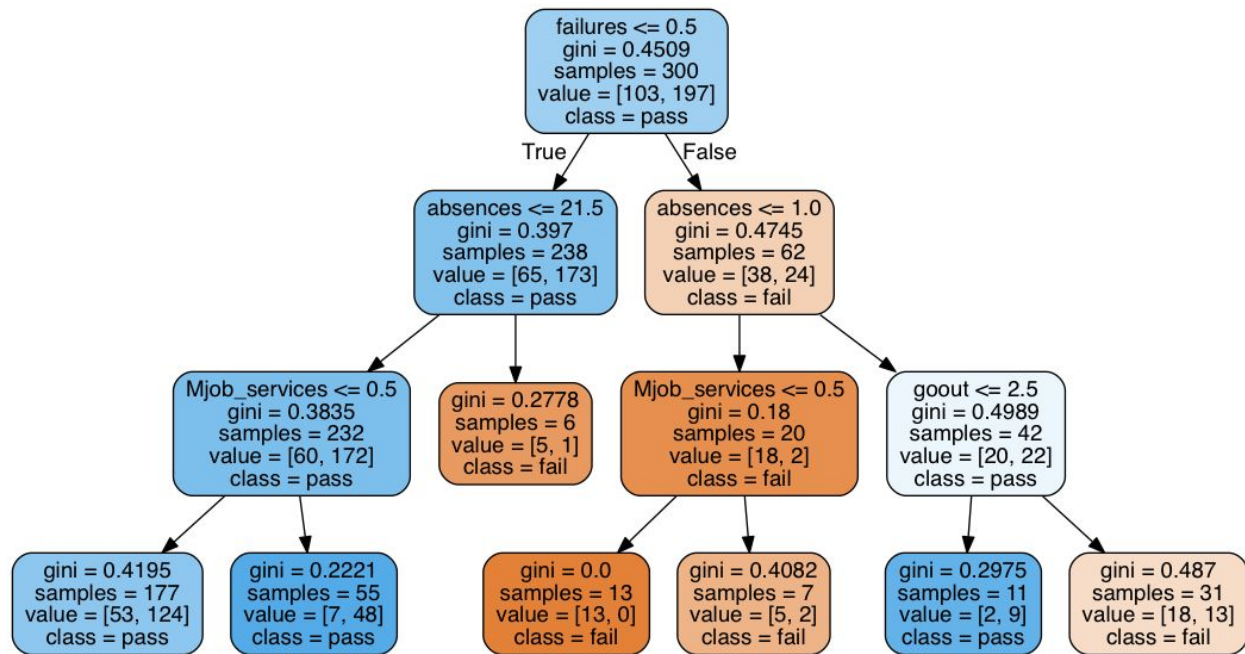 failures <= 0.5
gini = 0.4509
samples = 300
value = [103, 197]
class = pass
True
False
absences <= 21.5
gini = 0.397
samples = 238
value = [65, 173]
class = pass
absences <= 1.0
gini = 0.4745
samples = 62
value = [38, 24]
class = fail
Mjob_services <= 0.5
gini = 0.3835
samples = 232
value = [60, 172]
class = pass
gini = 0.2778
samples = 6
value = [5, 1]
class = fail
Mjob_services <= 0.5
gini = 0.18
samples = 20
value = [18, 2]
class = fail
goout <= 2.5
gini = 0.4989
samples = 42
value = [20, 22]
class = pass
gini = 0.4195
samples = 177
value = [53, 124]
class = pass
gini = 0.2221
samples = 55
value = [7, 48]
class = pass
gini = 0.0
samples = 13
value = [13, 0]
class = fail
gini = 0.4082
samples = 7
value = [5, 2]
class = fail
gini = 0.2975
samples = 11
value = [2, 9]
class = pass
gini = 0.487
samples = 31
value = [18, 13]
class = fail